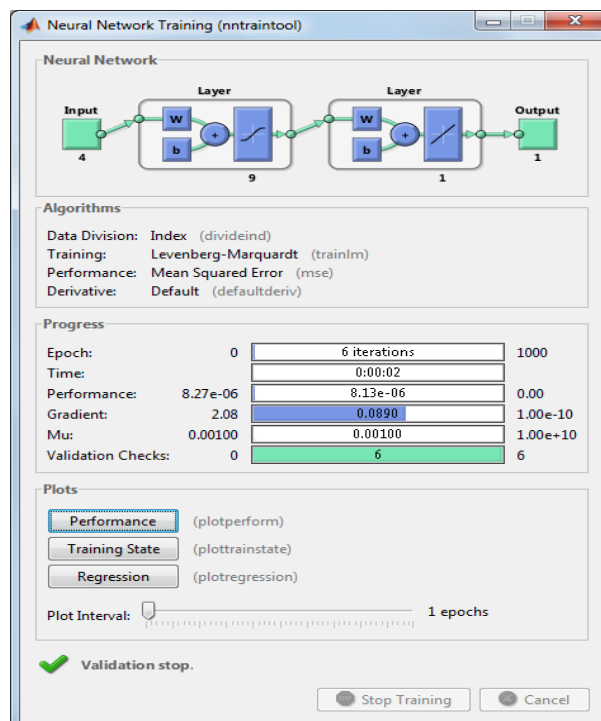 Neural Network Training (nntraintool)
Neural Network
Layer Layer
Input Output
W W
+ +
b b
4 9 1 1
Algorithms
Data Division: Index (divideind)
Training: Levenberg-Marquardt (trainlm)
Performance: Mean Squared Error (mse)
Derivative: Default (defaultderiv)
Progress
Epoch: 0 6 iterations 1000
Time: 0:00:02
Performance: 8.27e-06 8.13e-06 0.00
Gradient: 2.08 0.0890 1.00e-10
Mu: 0.00100 0.00100 1.00e+10
Validation Checks: 0 6 6
Plots
Performance (plotperform)
Training State (plottrainstate)
Regression (plotregression)
Plot Interval: 1 epochs
Validation stop.
Stop Training Cancel